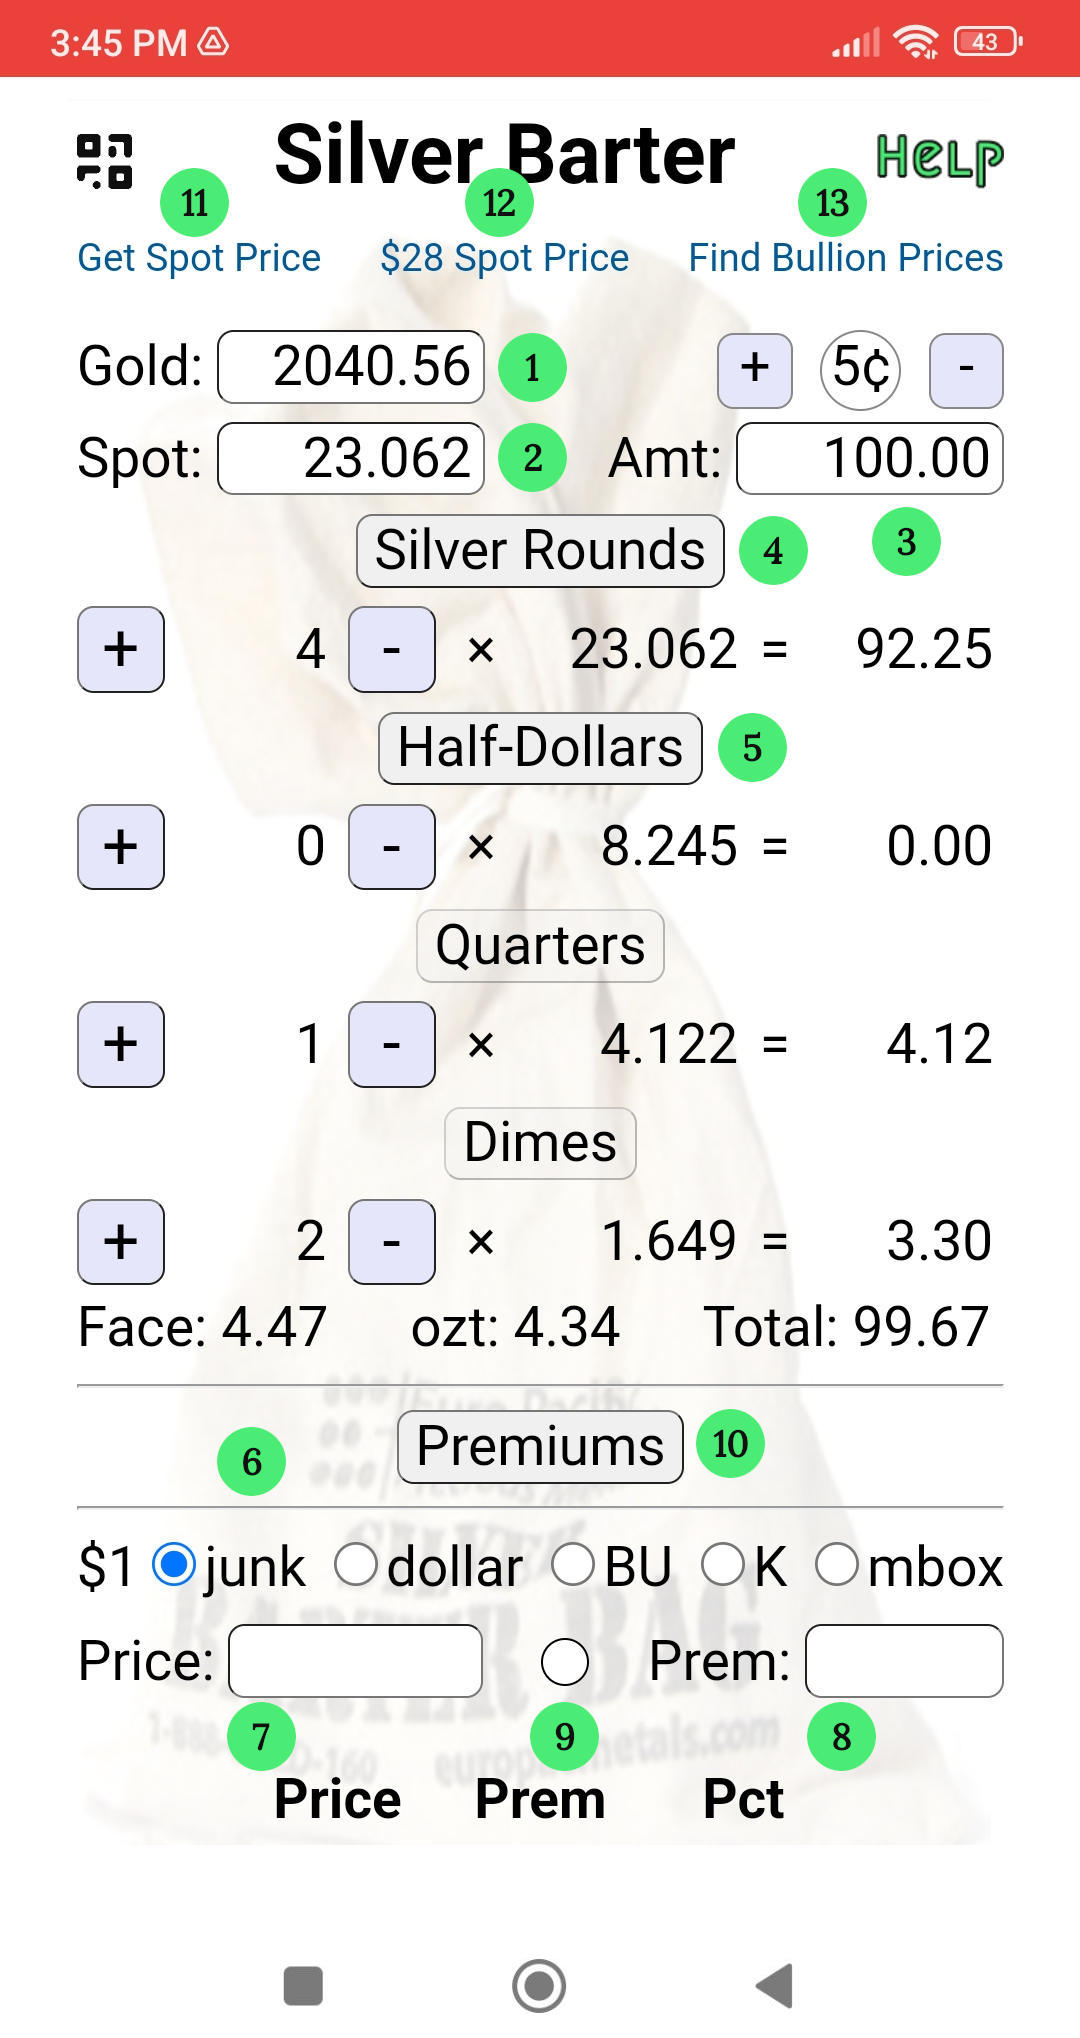 3:45 PM 43
Silver Barter HELP
11 12 13
Get Spot Price $28 Spot Price Find Bullion Prices
Gold: 2040.56 1 + 5¢ -
Spot: 23.062 2 Amt: 100.00
Silver Rounds 4 3
+ 4 - × 23.062 = 92.25
Half-Dollars 5
+ 0 - × 8.245 = 0.00
Quarters
+ 1 - × 4.122 = 4.12
Dimes
+ 2 - × 1.649 = 3.30
Face: 4.47 ozt: 4.34 Total: 99.67
6 Premiums 10
$1 junk dollar BU K mbox
Price: Prem:
7 9 8
Price Prem Pct